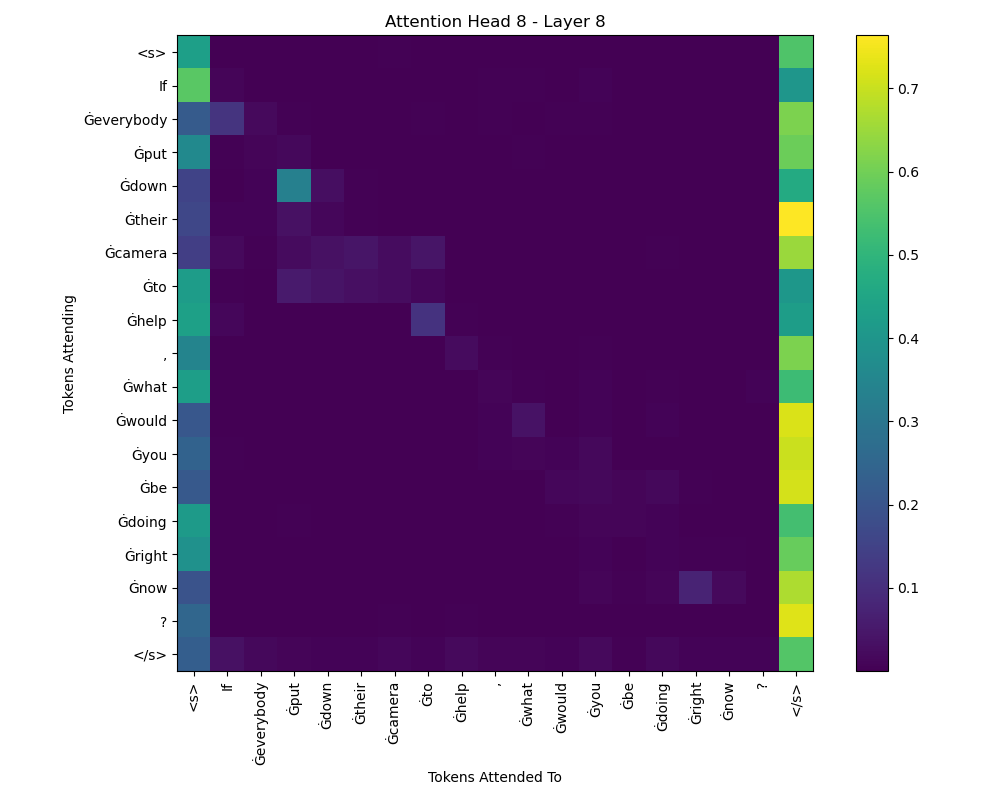 Attention Head 8 - Layer 8
Tokens Attending
<s>
If
Ġeverybody
Ġput
Ġdown
Ġtheir
Ġcamera
Ġto
Ġhelp
,
Ġwhat
Ġwould
Ġyou
Ġbe
Ġdoing
Ġright
Ġnow
?
</s>
<s>
If
Ġeverybody
Ġput
Ġdown
Ġtheir
Ġcamera
Ġto
Ġhelp
,
Ġwhat
Ġwould
Ġyou
Ġbe
Ġdoing
Ġright
Ġnow
?
</s>
Tokens Attended To
0.7
0.6
0.5
0.4
0.3
0.2
0.1